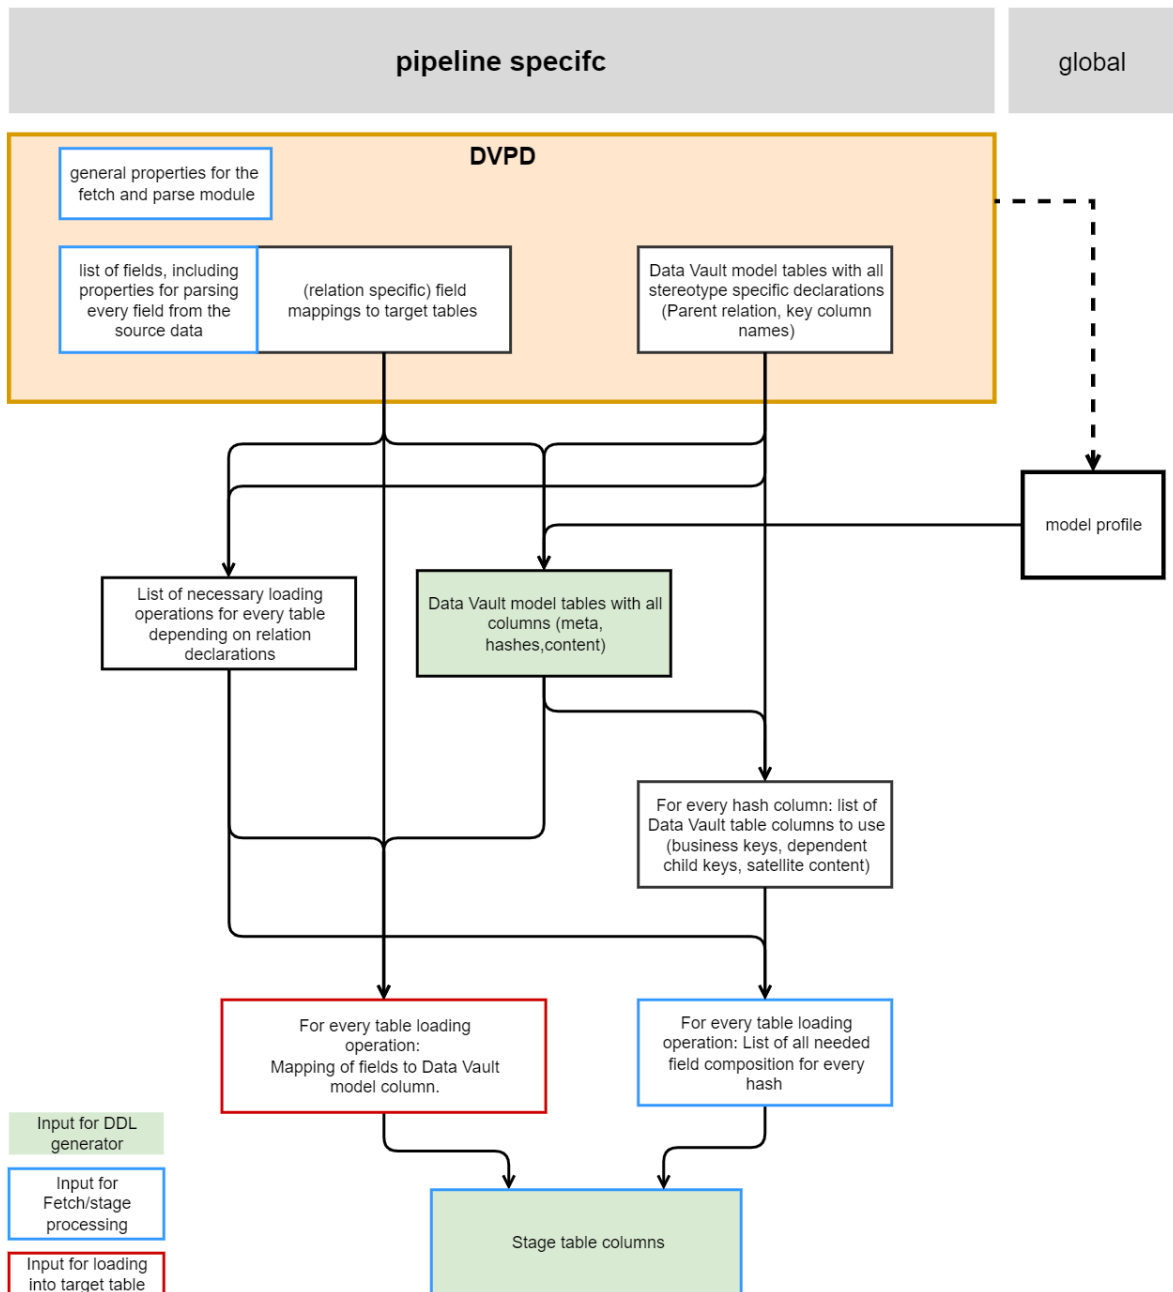 pipeline specifc
global
DVPD
general properties for the
fetch and parse module
list of fields, including
properties for parsing
every field from the
source data
(relation specific) field
mappings to target tables
Data Vault model tables with all
stereotype specific declarations
(Parent relation, key column
names)
model profile
List of necessary loading
operations for every table
depending on relation
declarations
Data Vault model tables with all
columns (meta,
hashes,content)
For every hash column: list of
Data Vault table columns to use
(business keys, dependent
child keys, satellite content)
For every table loading
operation:
Mapping of fields to Data Vault
model column.
For every table loading
operation: List of all needed
field composition for every
hash
Input for DDL
generator
Input for
Fetch/stage
processing
Input for loading
into target table
Stage table columns